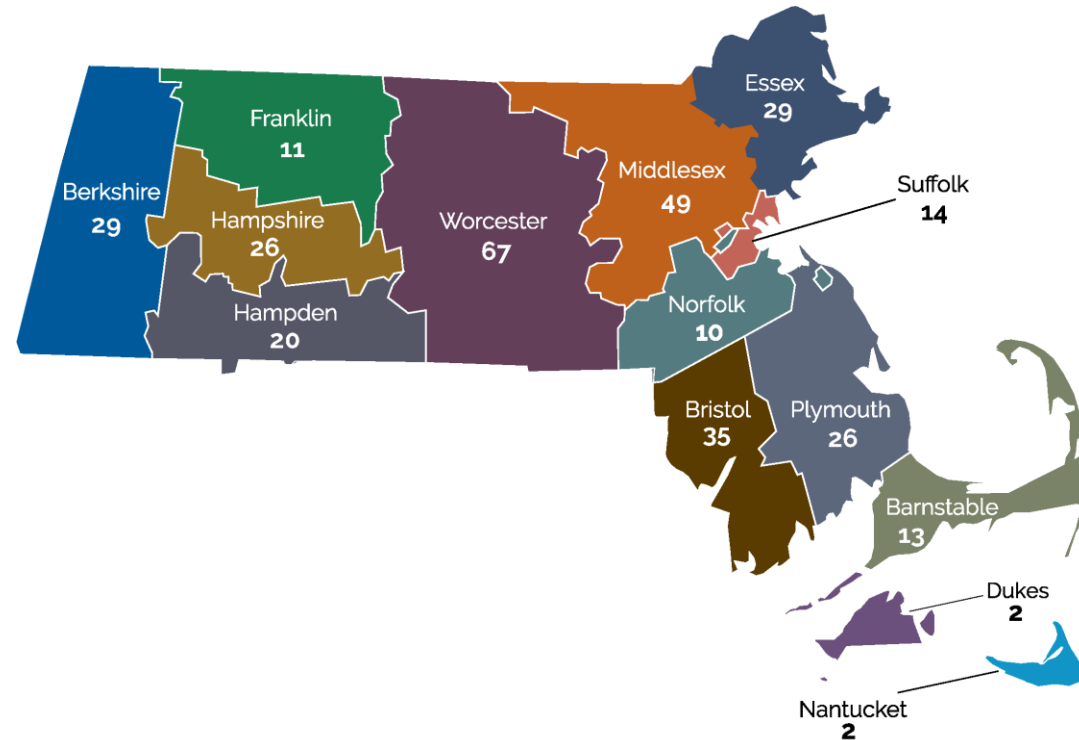 Essex
29
Franklin
11
Middlesex
49
Suffolk
14
Berkshire
29
Hampshire
26
Worcester
67
Hampden
20
Norfolk
10
Bristol
35
Plymouth
26
Barnstable
13
Dukes
2
Nantucket
2